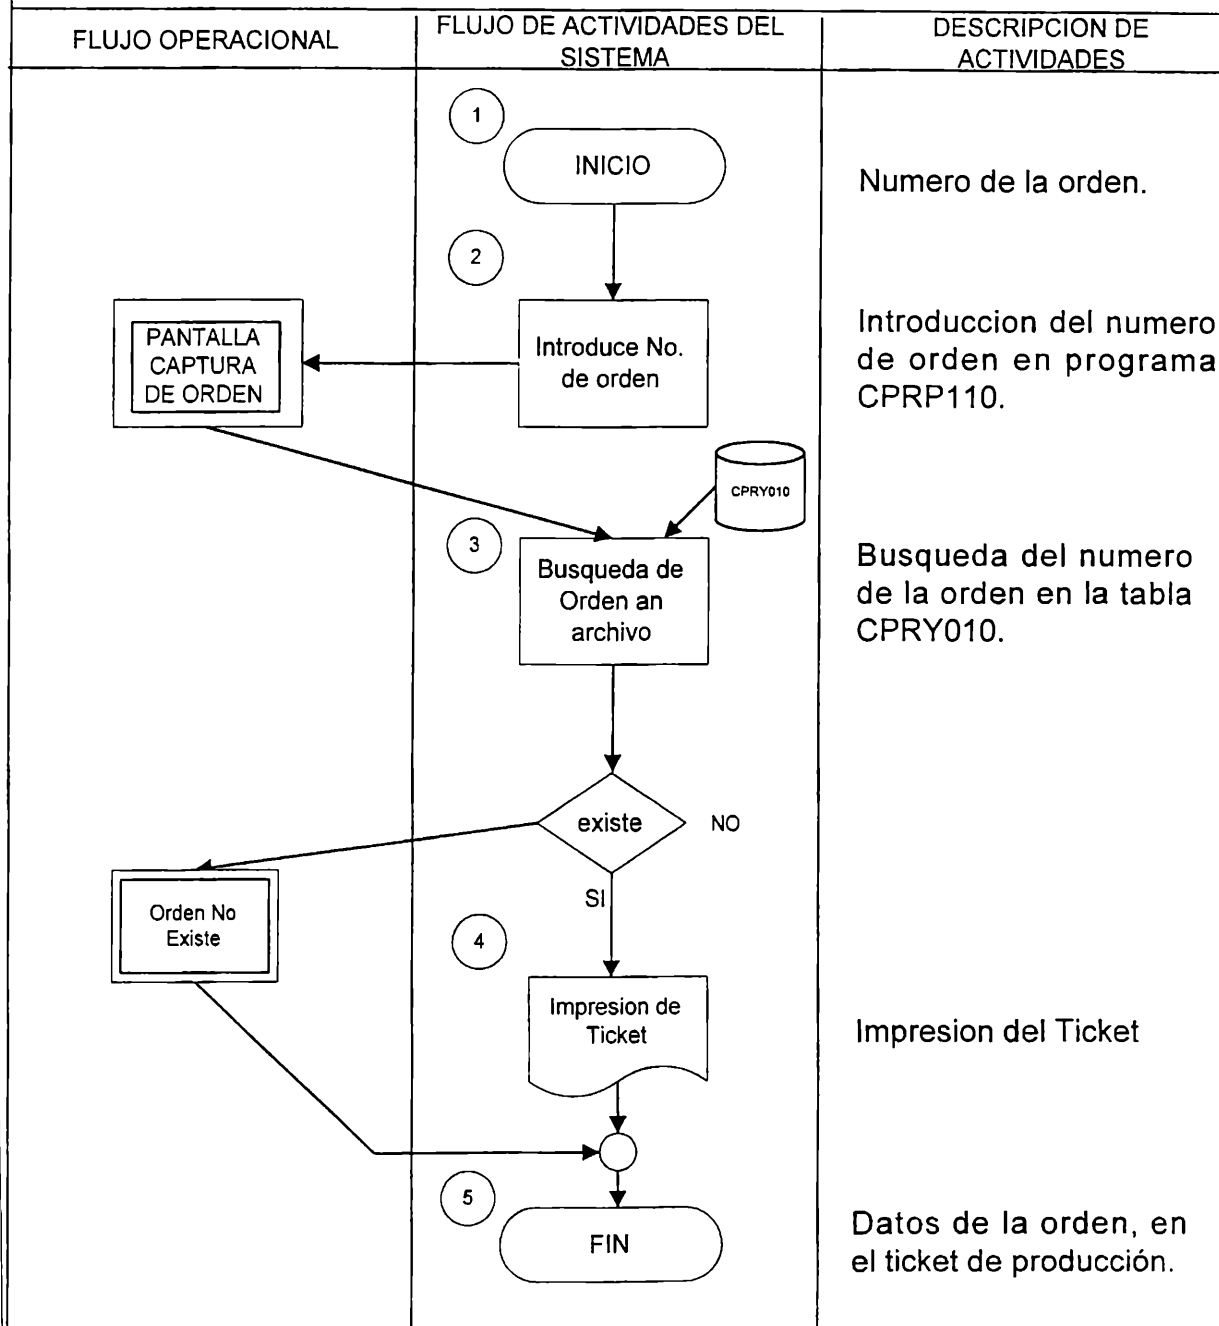 FLUJO OPERACIONAL
FLUJO DE ACTIVIDADES DEL
SISTEMA
DESCRIPCION DE
ACTIVIDADES
1
INICIO
Numero de la orden.
2
PANTALLA
CAPTURA
DE ORDEN
Introduce No.
de orden
Introduccion del numero
de orden en programa
CPRP110.
CPRY010
3
Busqueda de
Orden an
archivo
Busqueda del numero
de la orden en la tabla
CPRY010.
existe
NO
SI
Orden No
Existe
4
Impresion de
Ticket
Impresion del Ticket
5
FIN
Datos de la orden, en
el ticket de producción.